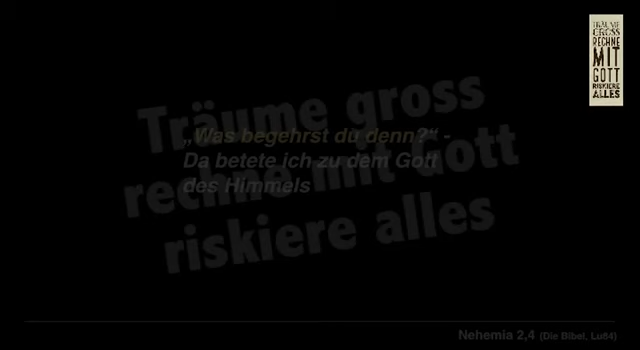 TRÄUME
GROSS
RECHNE
MIT
GOTT
RISKIERE
ALLES
Träume gross
rechne mit Gott
riskiere alles
„Was begehrst du denn?“ -
Da betete ich zu dem Gott
des Himmels
Nehemia 2,4 (Die Bibel, Lu84)